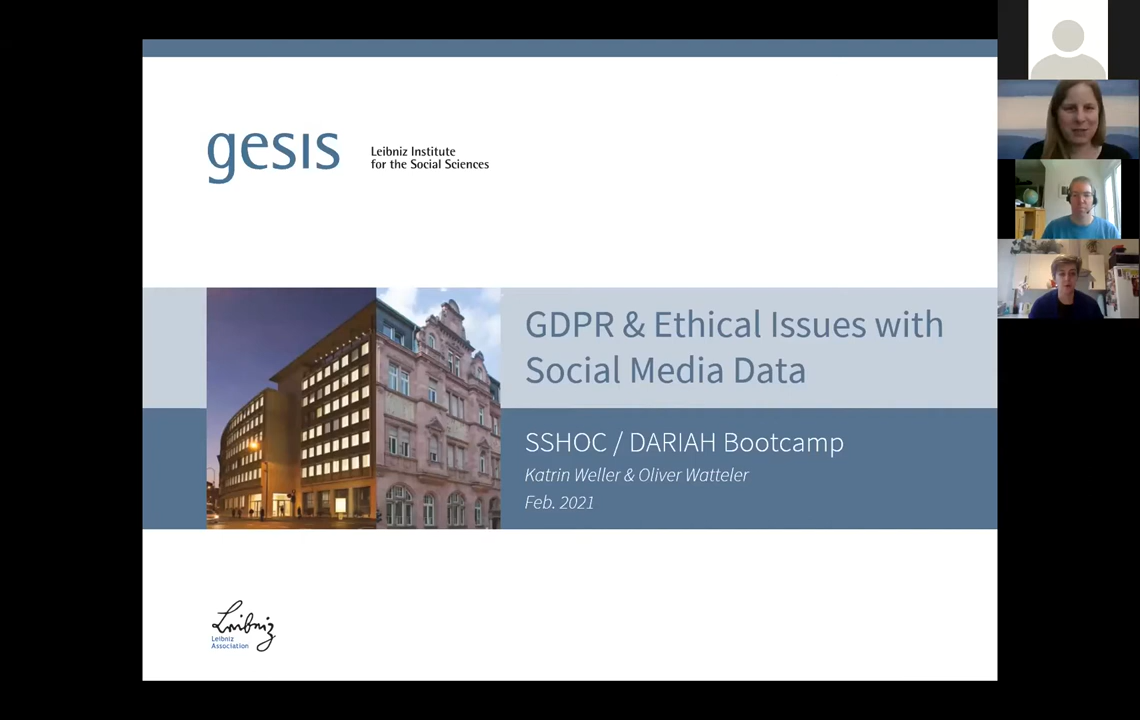 gesis
Leibniz Institute
for the Social Sciences
GDPR & Ethical Issues with
Social Media Data
SSHOC / DARIAH Bootcamp
Katrin Weller & Oliver Watteler
Feb. 2021
Leibniz
Leibniz
Association